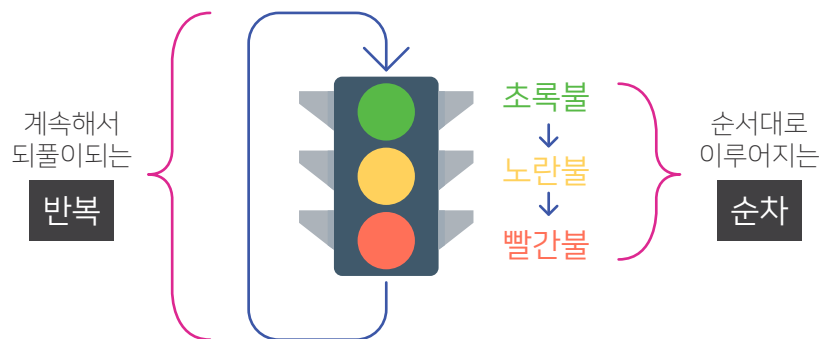 계속해서
되풀이되는
반복
초록불
노란불
빨간불
순서대로
이루어지는
순차